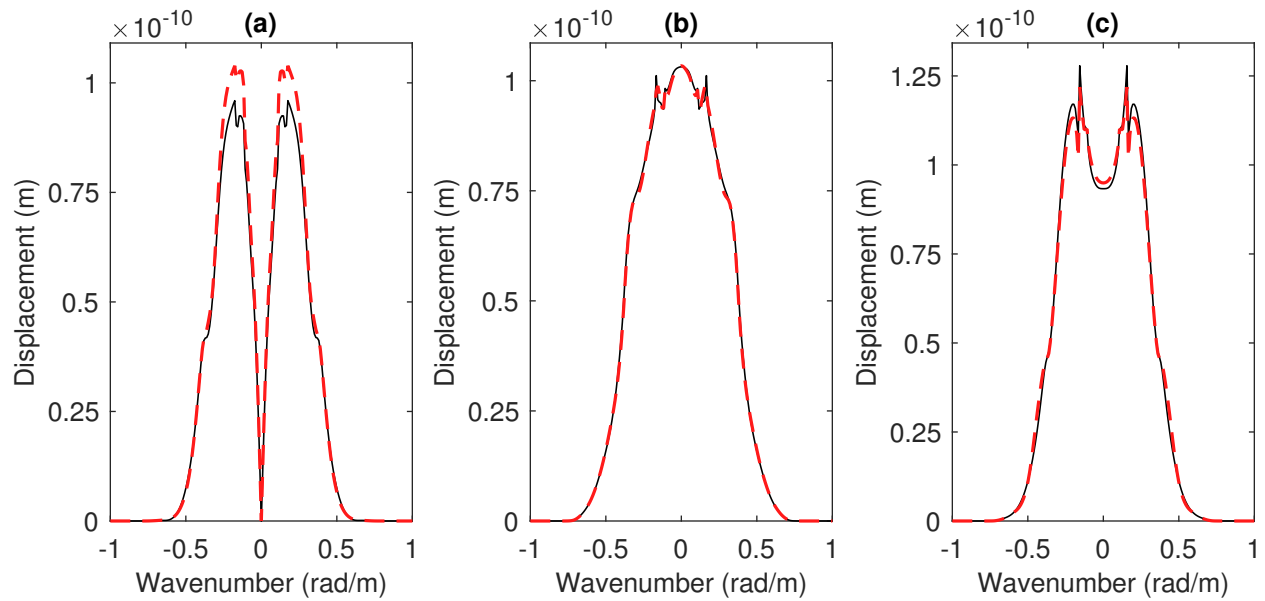 ×10⁻¹⁰ (a)
1
0.75
0.5
0.25
0
-1 -0.5 0 0.5 1
Displacement (m)
Wavenumber (rad/m)
×10⁻¹⁰ (b)
1
0.75
0.5
0.25
0
-1 -0.5 0 0.5 1
Displacement (m)
Wavenumber (rad/m)
×10⁻¹⁰ (c)
1.25
1
0.75
0.5
0.25
0
-1 -0.5 0 0.5 1
Displacement (m)
Wavenumber (rad/m)